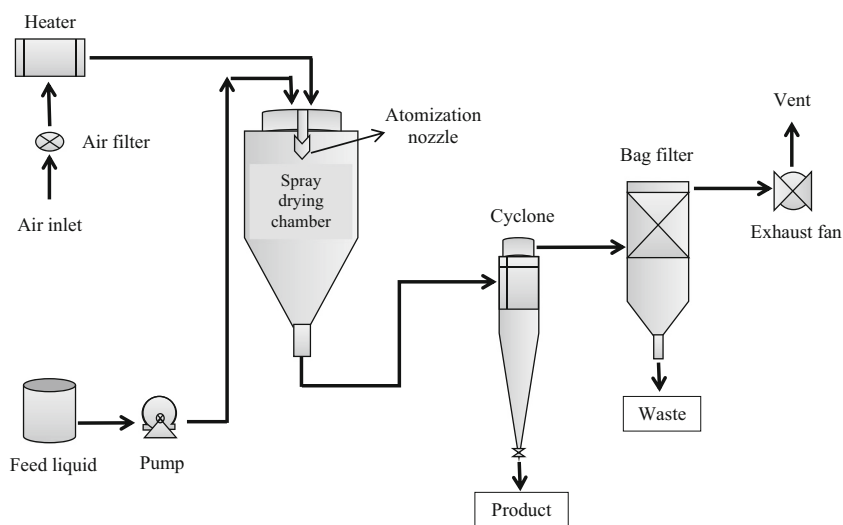 Heater
Air filter
Air inlet
Atomization
nozzle
Spray
drying
chamber
Cyclone
Bag filter
Vent
Exhaust fan
Feed liquid
Pump
Waste
Product